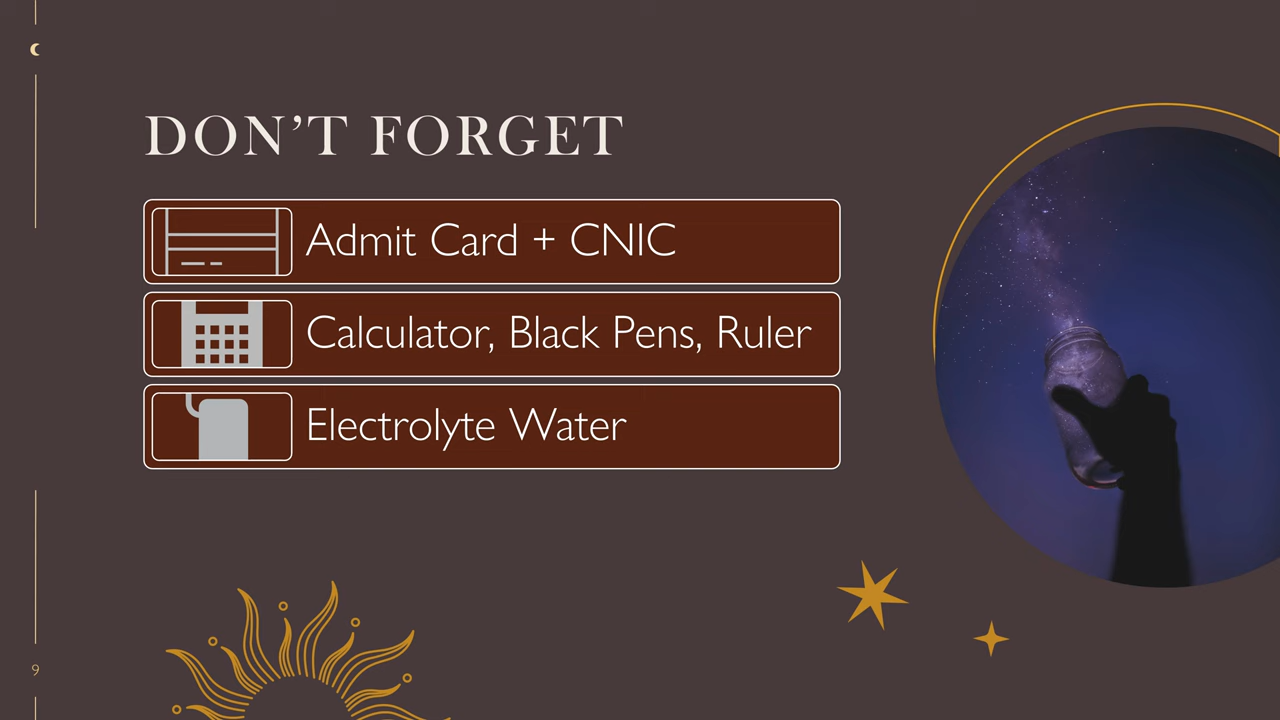 DON’T FORGET
Admit Card + CNIC
Calculator, Black Pens, Ruler
Electrolyte Water
9